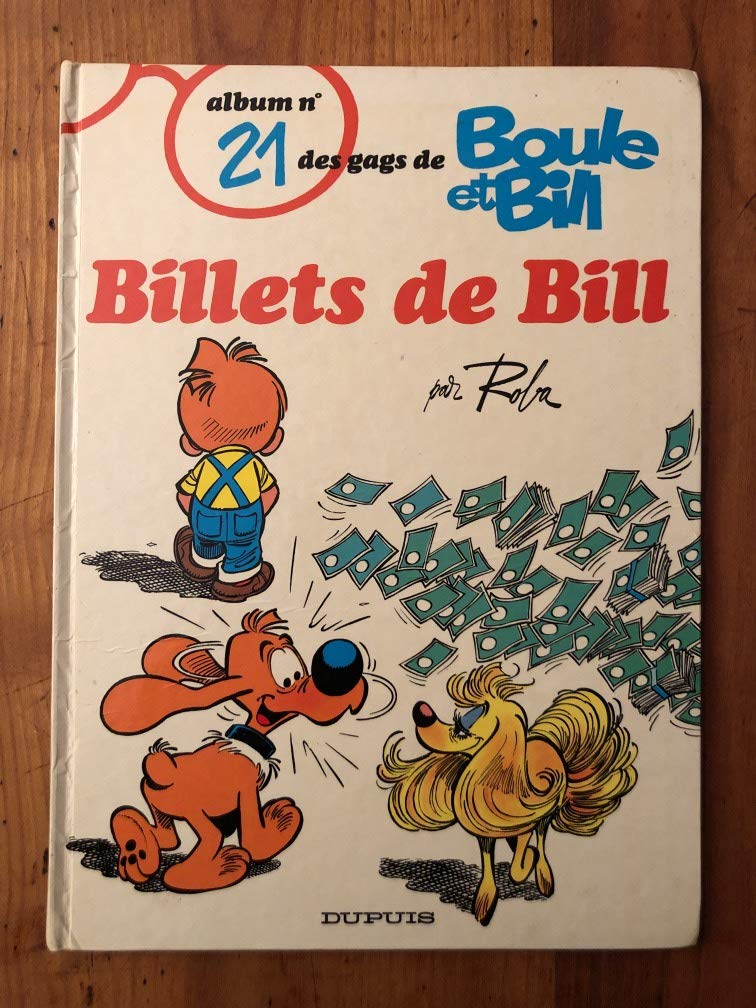 album n°
21 des gags de Boule
et Bill
Billets de Bill
par Roba
DUPUIS